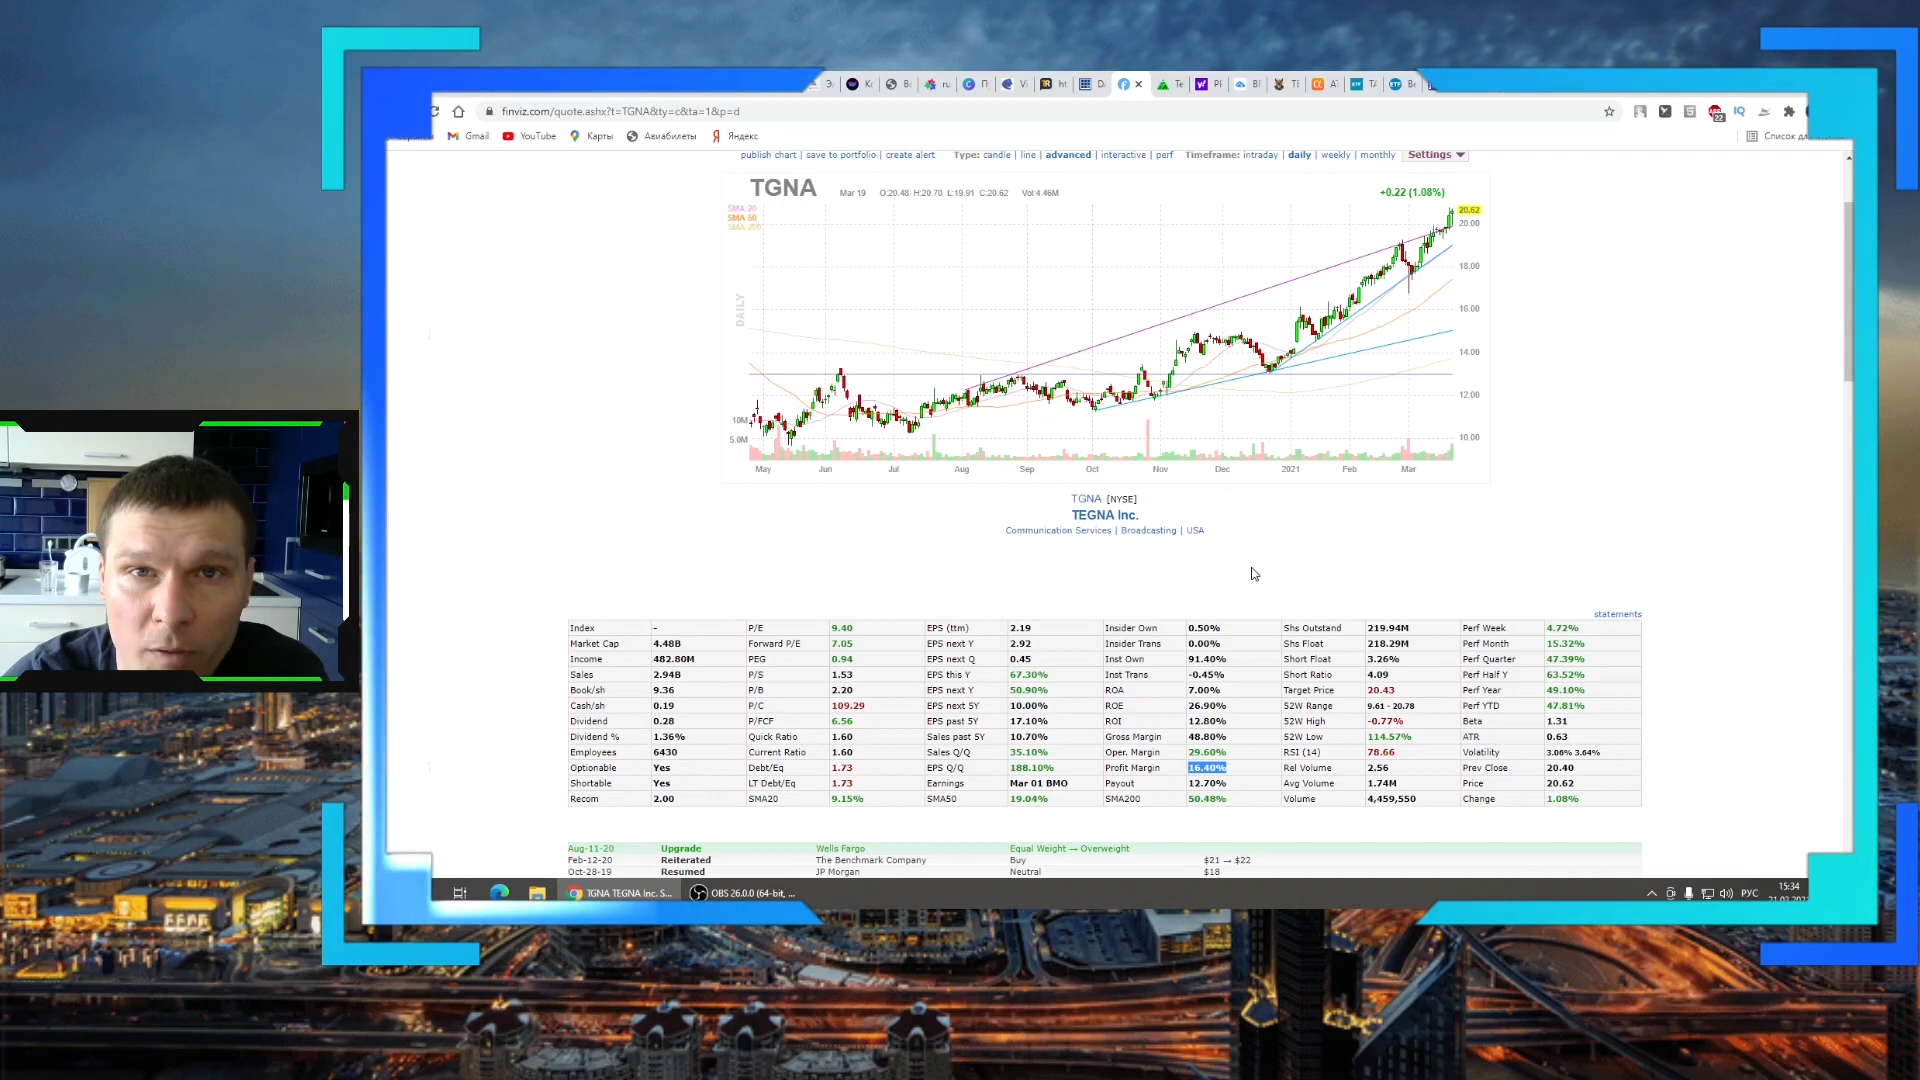 finviz.com/quote.ashx?t=TGNA&ty=c&ta=1&p=d
22
Gmail YouTube Карты Авиабилеты Яндекс
publish chart | save to portfolio | create alert Type: candle | line | advanced | interactive | perf Timeframe: intraday | daily | weekly | monthly Settings
TGNA Mar 19 O:20.48 H:20.70 L:19.91 C:20.62 Vol:4.46M +0.22 (1.08%)
SMA 20
SMA 50
SMA 200
20.62
20.00
18.00
16.00
14.00
12.00
10.00
DAILY
10M
5.0M
May Jun Jul Aug Sep Oct Nov Dec 2021 Feb Mar
TGNA [NYSE]
TEGNA Inc.
Communication Services | Broadcasting | USA
statements
Index - P/E 9.40 EPS (ttm) 2.19 Insider Own 0.50% Shs Outstand 219.94M Perf Week 4.72%
Market Cap 4.48B Forward P/E 7.05 EPS next Y 2.92 Insider Trans 0.00% Shs Float 218.29M Perf Month 15.32%
Income 482.80M PEG 0.94 EPS next Q 0.45 Inst Own 91.40% Short Float 3.26% Perf Quarter 47.39%
Sales 2.94B P/S 1.53 EPS this Y 67.30% Inst Trans -0.45% Short Ratio 4.09 Perf Half Y 63.52%
Book/sh 9.36 P/B 2.20 EPS next Y 50.90% ROA 7.00% Target Price 20.43 Perf Year 49.10%
Cash/sh 0.19 P/C 109.29 EPS next 5Y 10.00% ROE 26.90% 52W Range 9.61 - 20.78 Perf YTD 47.81%
Dividend 0.28 P/FCF 6.56 EPS past 5Y 17.10% ROI 12.80% 52W High -0.77% Beta 1.31
Dividend % 1.36% Quick Ratio 1.60 Sales past 5Y 10.70% Gross Margin 48.80% 52W Low 114.57% ATR 0.63
Employees 6430 Current Ratio 1.60 Sales Q/Q 35.10% Oper. Margin 29.60% RSI (14) 78.66 Volatility 3.06% 3.64%
Optionable Yes Debt/Eq 1.73 EPS Q/Q 188.10% Profit Margin 16.40% Rel Volume 2.56 Prev Close 20.40
Shortable Yes LT Debt/Eq 1.73 Earnings Mar 01 BMO Payout 12.70% Avg Volume 1.74M Price 20.62
Recom 2.00 SMA20 9.15% SMA50 19.04% SMA200 50.48% Volume 4,459,550 Change 1.08%
Aug-11-20 Upgrade Wells Fargo Equal Weight → Overweight
Feb-12-20 Reiterated The Benchmark Company Buy $21 → $22
Oct-28-19 Resumed JP Morgan Neutral $18
TGNA TEGNA Inc. S... OBS 26.0.0 (64-bit, ... РУС 15:34